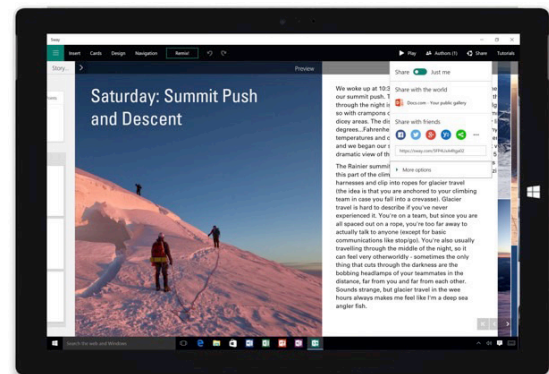 Sway
Insert Cards Design Navigation Remix! Play Authors (1) Share Tutorials
Story... Preview
Share Just me
Share with the world
Docs.com - Your public gallery
Share with friends
More options
Saturday: Summit Push
and Descent
We woke up at 10:3
our summit push. T
through the night is
so with crampons o
dicey areas. The di
degrees...Fahrenhe
temperatures and c
and we began our s
dramatic view of th
The Rainier summi
this part of the clim
harnesses and clip into ropes for glacier travel
(the idea is that you are anchored to your climbing
team in case you fall into a crevasse). Glacier
travel is hard to describe if you've never
experienced it. You're on a team, but since you are
all spaced out on a rope, you're too far away to
actually talk to anyone (except for basic
communications like stop/go). You're also usually
travelling through the middle of the night, so it
can feel very otherworldly - sometimes the only
thing that cuts through the darkness are the
bobbing headlamps of your teammates in the
distance, far from you and far from each other.
Sounds strange, but glacier travel in the wee
hours always makes me feel like I'm a deep sea
angler fish.
Search the web and Windows